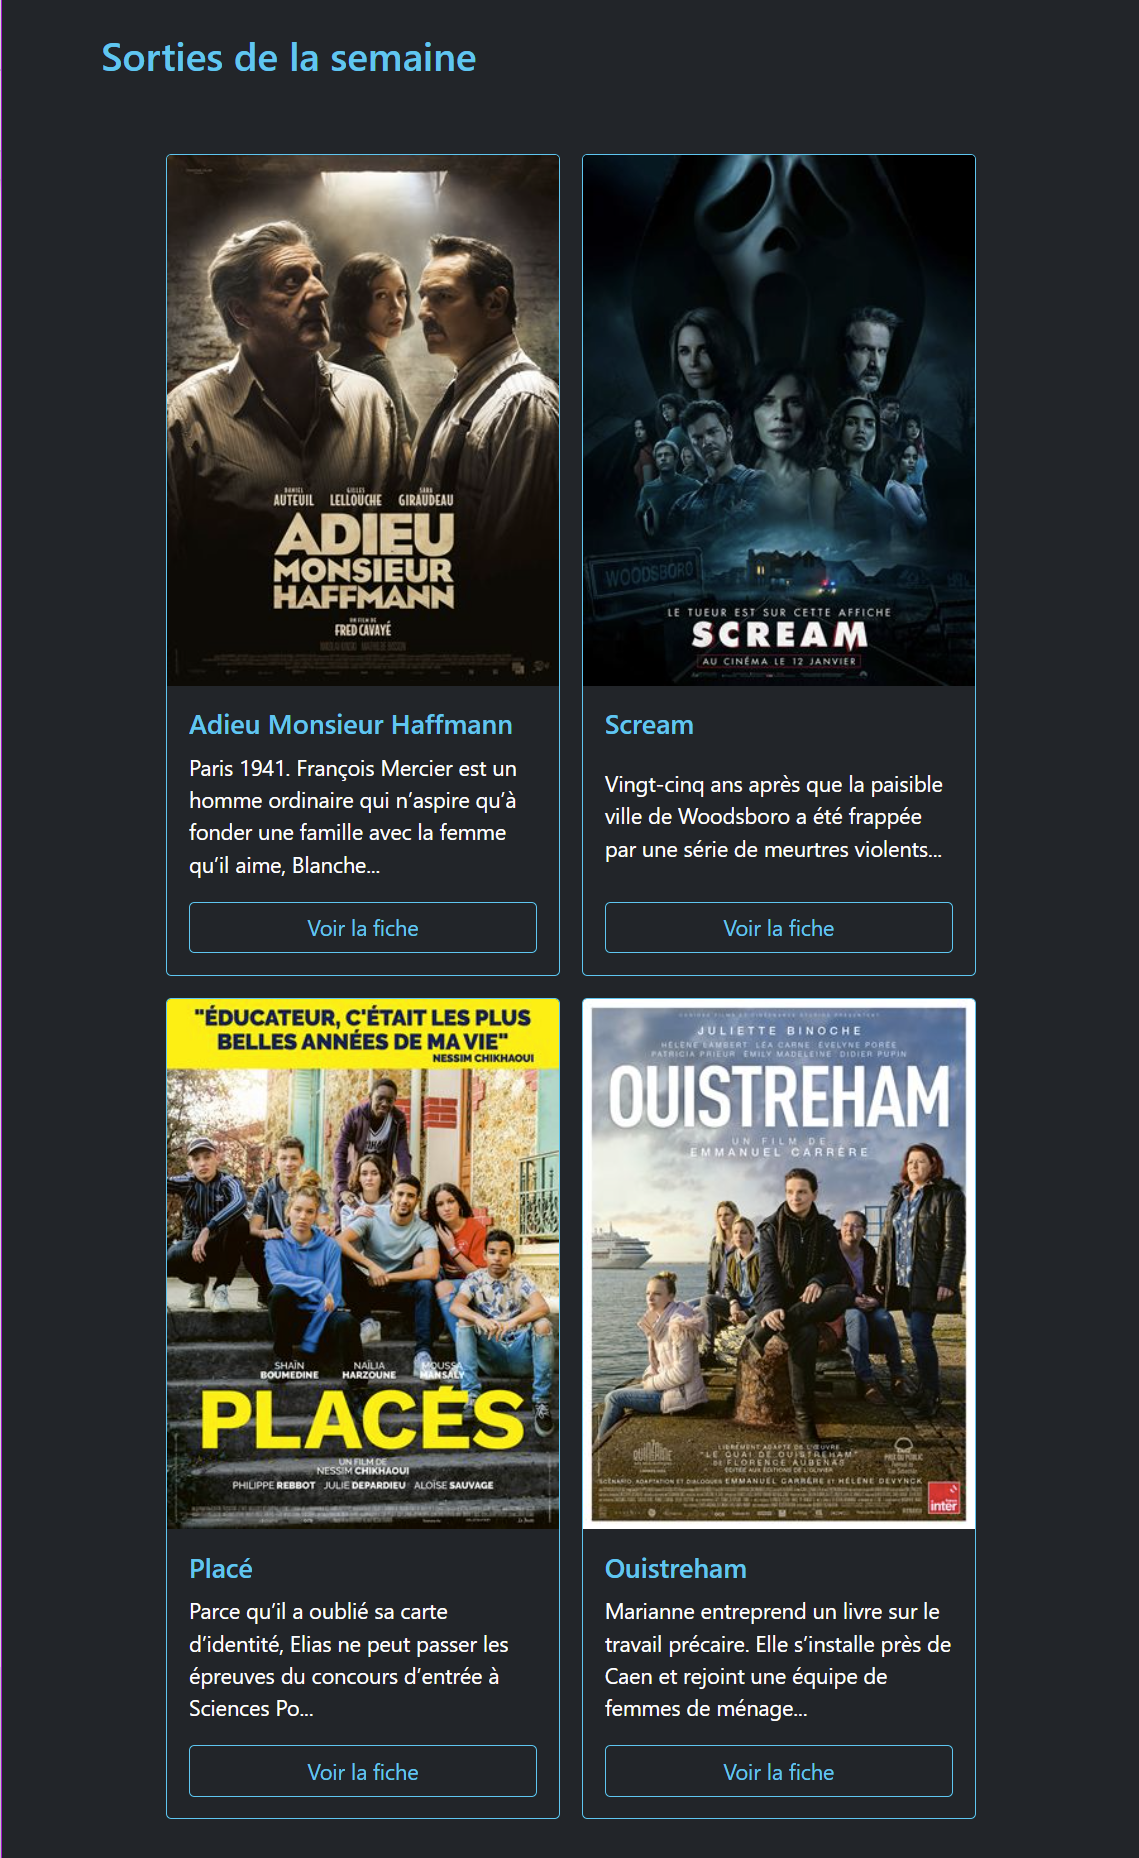 Sorties de la semaine
DANIEL GILLES SARA
AUTEUIL LELLOUCHE GIRAUDEAU
ADIEU
MONSIEUR
HAFFMANN
UN FILM DE
FRED CAVAYÉ
Adieu Monsieur Haffmann
Paris 1941. François Mercier est un
homme ordinaire qui n’aspire qu’à
fonder une famille avec la femme
qu’il aime, Blanche...
Voir la fiche
WOODSBORO
LE TUEUR EST SUR CETTE AFFICHE
SCREAM
AU CINÉMA LE 12 JANVIER
Scream
Vingt-cinq ans après que la paisible
ville de Woodsboro a été frappée
par une série de meurtres violents...
Voir la fiche
"ÉDUCATEUR, C'ÉTAIT LES PLUS
BELLES ANNÉES DE MA VIE"
NESSIM CHIKHAOUI
SHAÏN NAÏLIA MOUSSA
BOUMEDINE HARZOUNE MANSALY
PLACÉS
UN FILM DE
NESSIM CHIKHAOUI
PHILIPPE REBBOT JULIE DEPARDIEU ALOÏSE SAUVAGE
Placé
Parce qu’il a oublié sa carte
d’identité, Elias ne peut passer les
épreuves du concours d’entrée à
Sciences Po...
Voir la fiche
JULIETTE BINOCHE
HÉLÈNE LAMBERT LÉA CARNE EVELYNE PORÉE
PATRICIA PRIEUR EMILY MADELEINE DIDIER PUPIN
OUISTREHAM
UN FILM DE
EMMANUEL CARRÈRE
LIBREMENT ADAPTÉ DE L'ŒUVRE
"LE QUAI DE OUISTREHAM"
DE FLORENCE AUBENAS
ÉDITÉE AUX ÉDITIONS DE L'OLIVIER
PRIX DU PUBLIC
SCÉNARIO, ADAPTATION ET DIALOGUES EMMANUEL CARRÈRE ET HÉLÈNE DEVYNCK
inter
Ouistreham
Marianne entreprend un livre sur le
travail précaire. Elle s’installe près de
Caen et rejoint une équipe de
femmes de ménage...
Voir la fiche